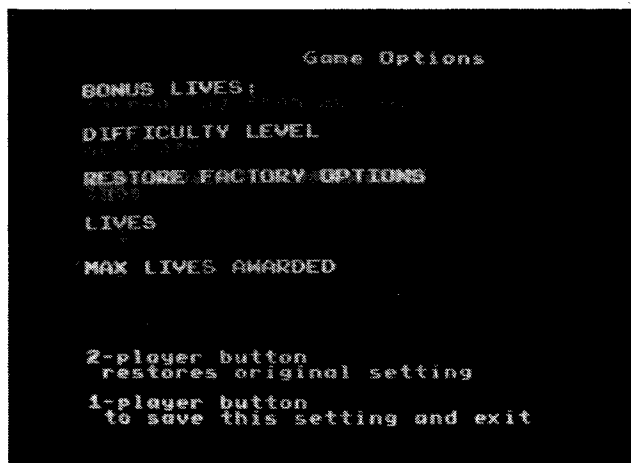 Game Options
BONUS LIVES:
DIFFICULTY LEVEL
RESTORE FACTORY OPTIONS
LIVES
MAX LIVES AWARDED
2-player button
restores original setting
1-player button
to save this setting and exit